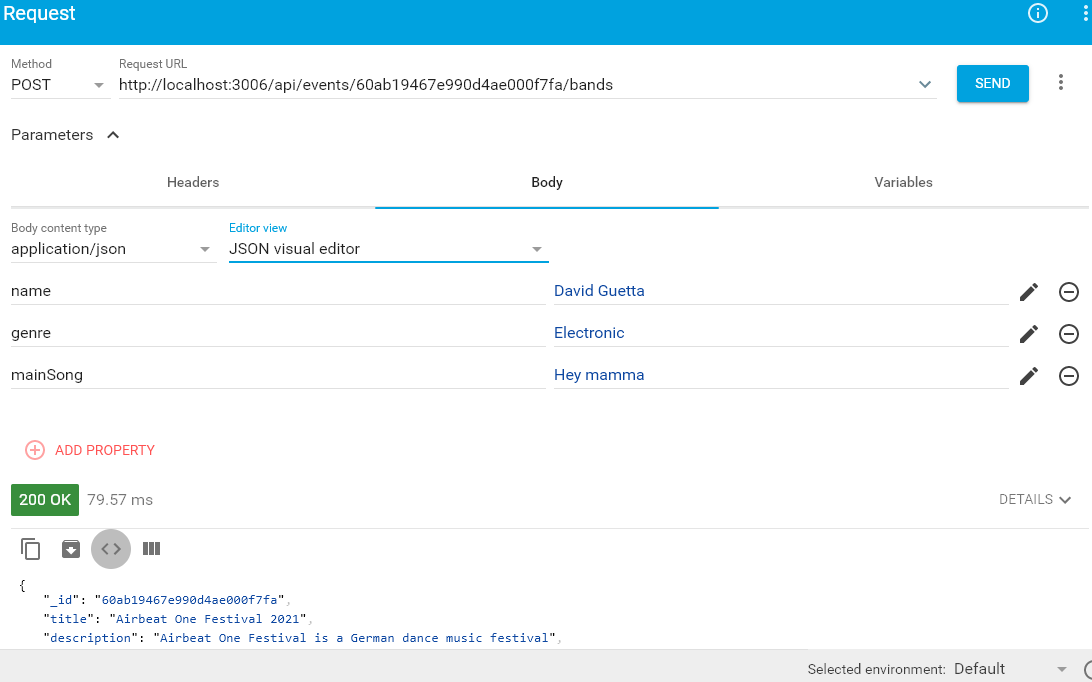 Request
Method
Request URL
POST
http://localhost:3006/api/events/60ab19467e990d4ae000f7fa/bands
SEND
Parameters
Headers
Body
Variables
Body content type
Editor view
application/json
JSON visual editor
name
David Guetta
genre
Electronic
mainSong
Hey mamma
ADD PROPERTY
200 OK
79.57 ms
DETAILS
{
"_id": "60ab19467e990d4ae000f7fa",
"title": "Airbeat One Festival 2021",
"description": "Airbeat One Festival is a German dance music festival",
Selected environment: Default